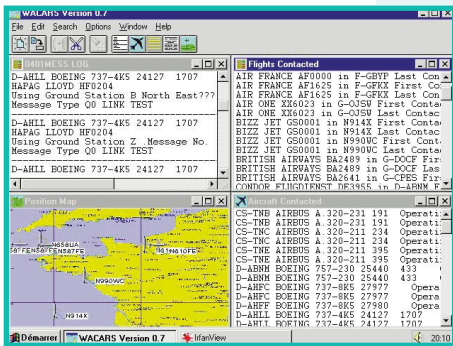 WACARS Version 0.7
File Edit Search Options Window Help
0401MESS LOG
D-AHLL BOEING 737-4K5 24127 1707
HAPAG LLOYD HF0204
Using Ground Station B North East???
Message Type Q0 LINK TEST
D-AHLL BOEING 737-4K5 24127 1707
HAPAG LLOYD HF0204
Using Ground Station Z Message No.
Message Type Q0 LINK TEST
D-AHLL BOEING 737-4K5 24127 1707
Flights Contacted
AIR FRANCE AF0000 in F-GBYP Last Con
AIR FRANCE AF1625 in F-GFKX First Co
AIR FRANCE AF1625 in F-GFKX Last Con
AIR ONE XX6023 in G-OJSW First Conta
AIR ONE XX6023 in G-OJSW Last Contac
BIZZ JET GS0001 in N914X First Conta
BIZZ JET GS0001 in N914X Last Contac
BIZZ JET GS0001 in N990WC First Cont
BIZZ JET GS0001 in N990WC Last Conta
BRITISH AIRWAYS BA2489 in G-DOCF Fir
BRITISH AIRWAYS BA2489 in G-DOCF Las
BRITISH AIRWAYS BA2641 in G-CPES Fir
CONDOR FLUGDIENST DE3955 in D-ABNM F
Position Map
N658UA
N990WC
N914X
Aircraft Contacted
CS-TNB AIRBUS A.320-231 191 Operati
CS-TNB AIRBUS A.320-231 191 Operati
CS-TNC AIRBUS A.320-211 234 Operati
CS-TNC AIRBUS A.320-211 234 Operati
CS-TNE AIRBUS A.320-211 395 Operati
CS-TNE AIRBUS A.320-211 395 Operati
D-ABNM BOEING 757-230 25440 433
D-ABNM BOEING 757-230 25440 433
D-AHFC BOEING 737-8K5 27977 Opera
D-AHFC BOEING 737-8K5 27977 Opera
D-AHFF BOEING 737-8K5 27980 Opera
D-AHLL BOEING 737-4K5 24127 1707
D-AHLL BOEING 737-4K5 24127 1707
Démarrer WACARS Version 0.7 IrfanView 20:10